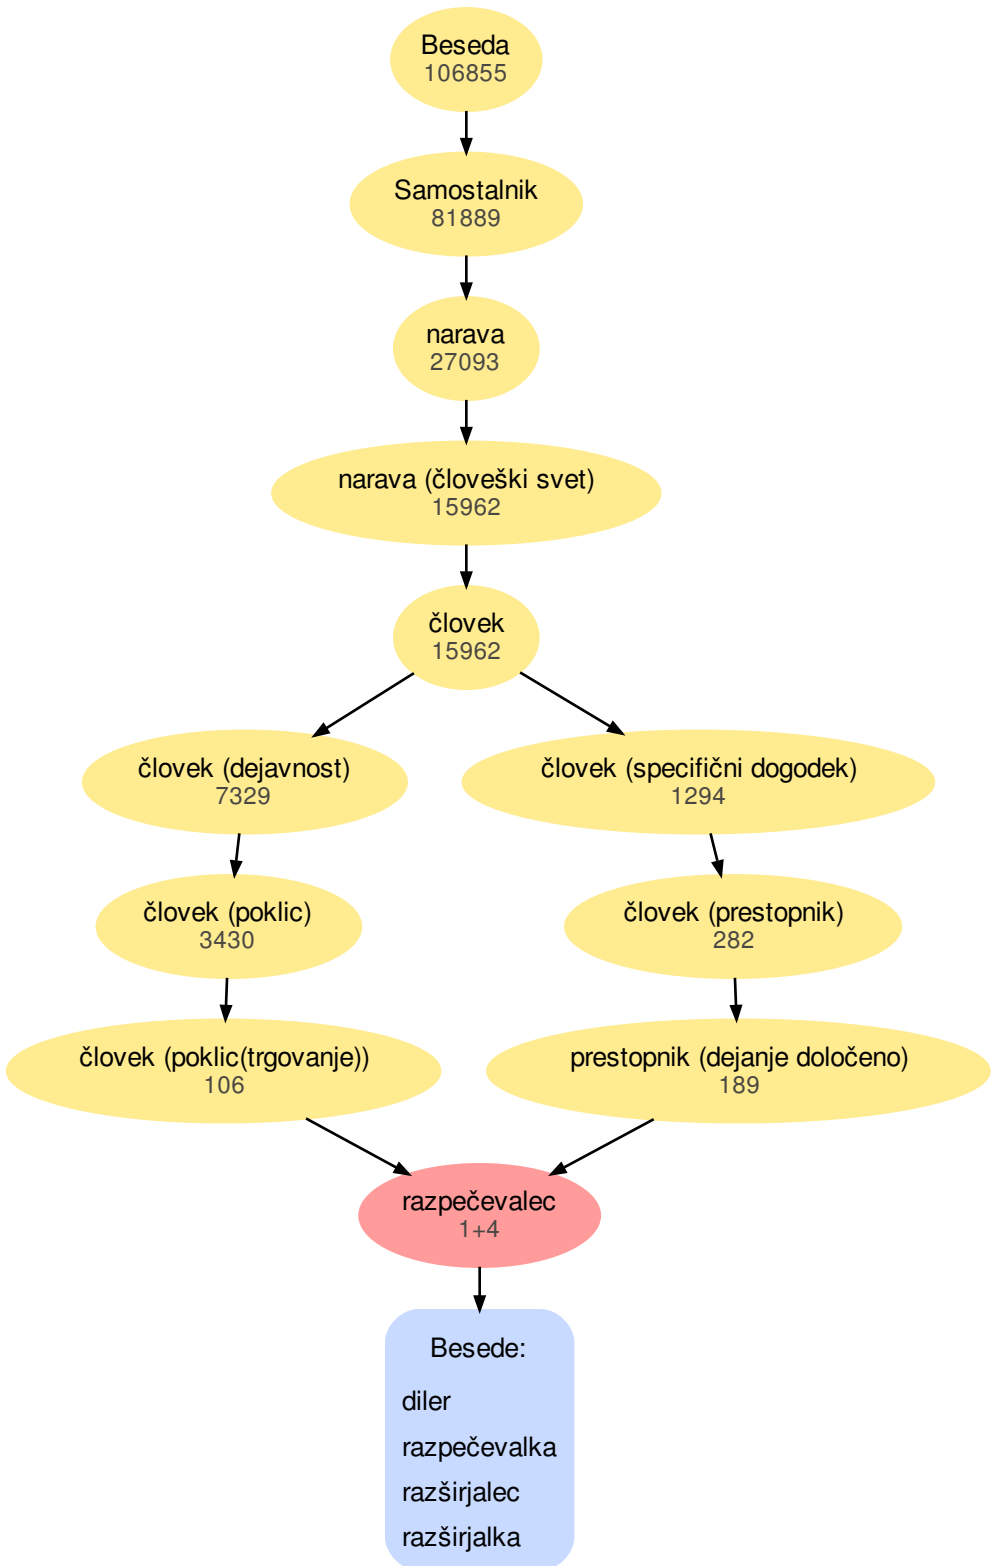 Beseda
106855
Samostalnik
81889
narava
27093
narava (človeški svet)
15962
človek
15962
človek (dejavnost)
7329
človek (specifični dogodek)
1294
človek (poklic)
3430
človek (prestopnik)
282
človek (poklic(trgovanje))
106
prestopnik (dejanje določeno)
189
razpečevalec
1+4
Besede:
diler
razpečevalka
razširjalec
razširjalka